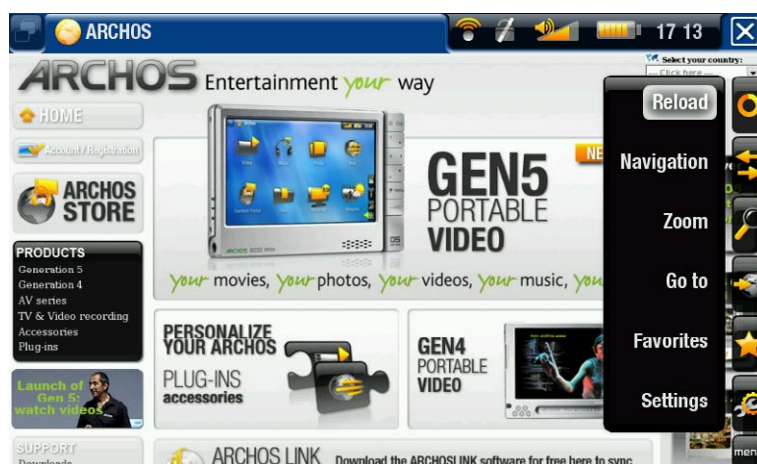 ARCHOS
17 13
ARCHOS Entertainment your way
Select your country:
--- Click here ---
HOME
Account / Registration
ARCHOS
STORE
PRODUCTS
Generation 5
Generation 4
AV series
TV & Video recording
Accessories
Plug-ins
Launch of
Gen 5:
watch videos
SUPPORT
Downloads
GEN5
PORTABLE
VIDEO
your movies, your photos, your videos, your music,
PERSONALIZE
YOUR ARCHOS
PLUG-INS
accessories
GEN4
PORTABLE
VIDEO
ARCHOS LINK Download the ARCHOSLINK software for free here to sync
Reload
Navigation
Zoom
Go to
Favorites
Settings